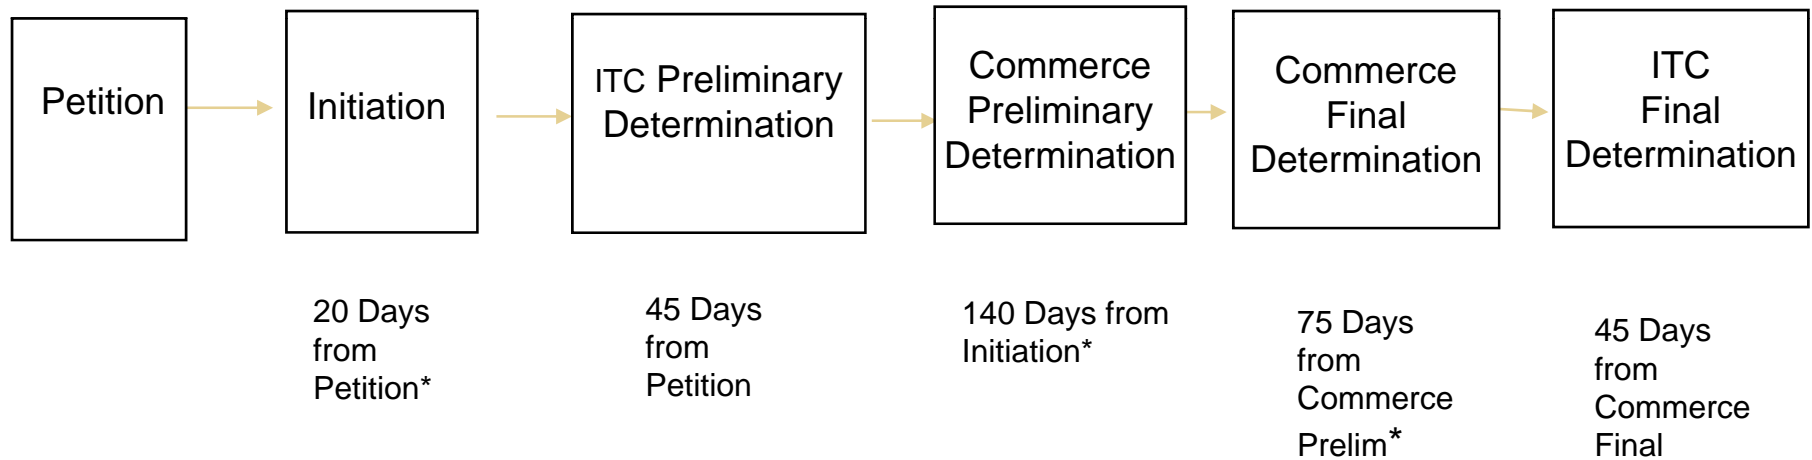 Petition
Initiation
ITC Preliminary
Determination
Commerce
Preliminary
Determination
Commerce
Final
Determination
ITC
Final
Determination
20 Days
from
Petition*
45 Days
from
Petition
140 Days from
Initiation*
75 Days
from
Commerce
Prelim*
45 Days
from
Commerce
Final